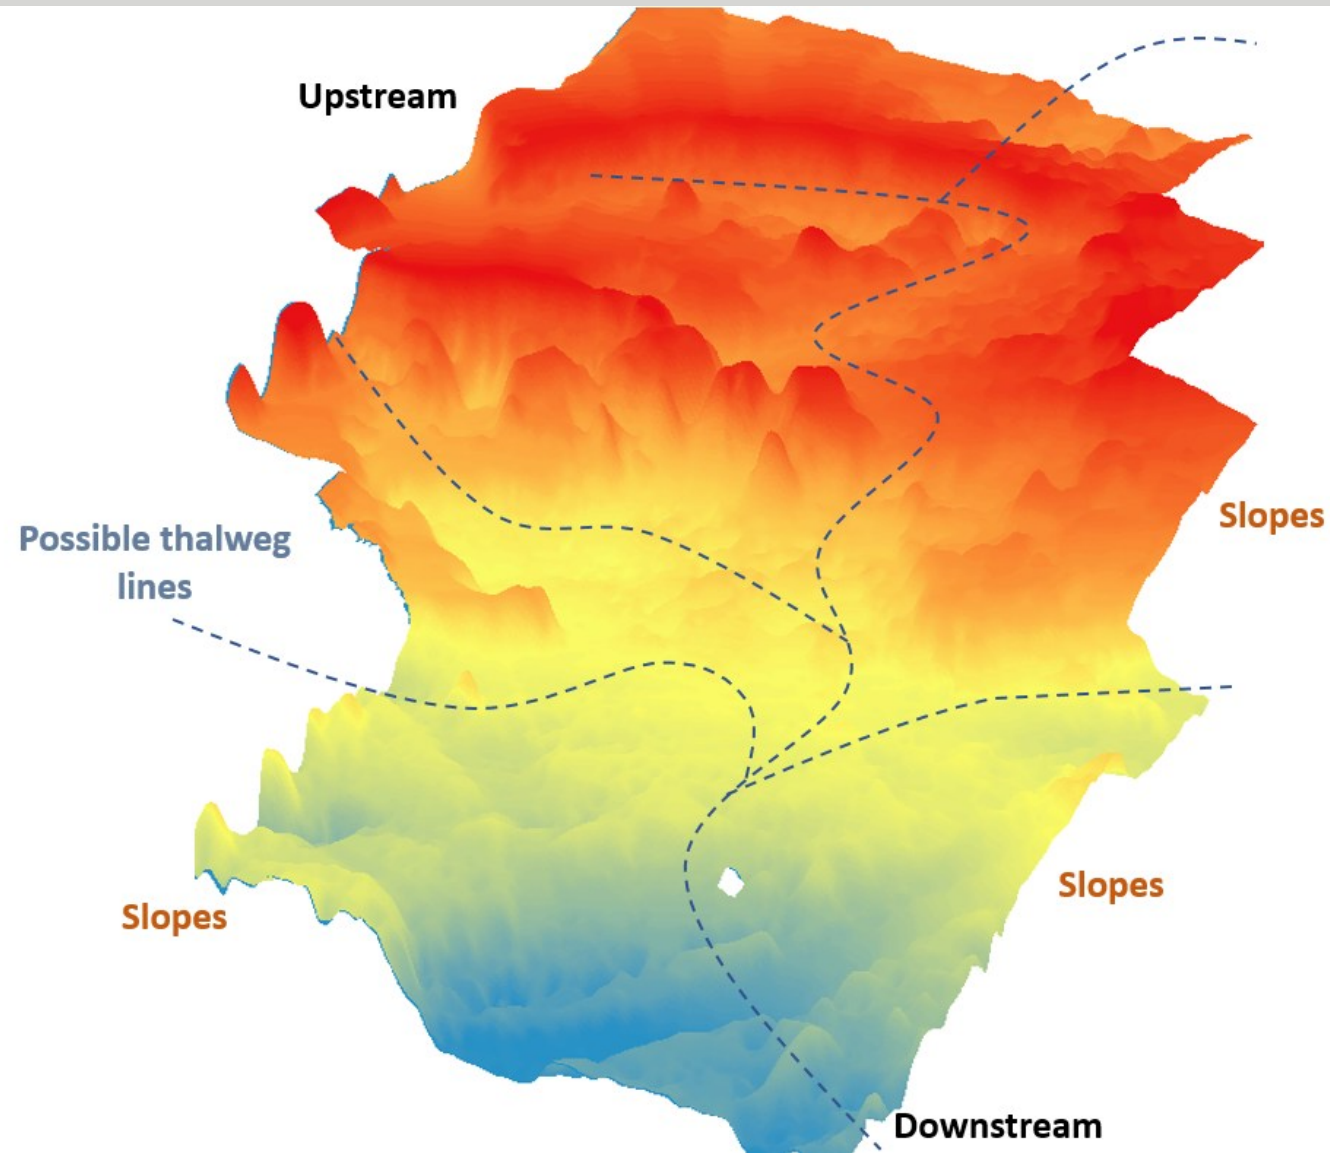 Upstream
Slopes
Possible thalweg
lines
Slopes
Slopes
Downstream